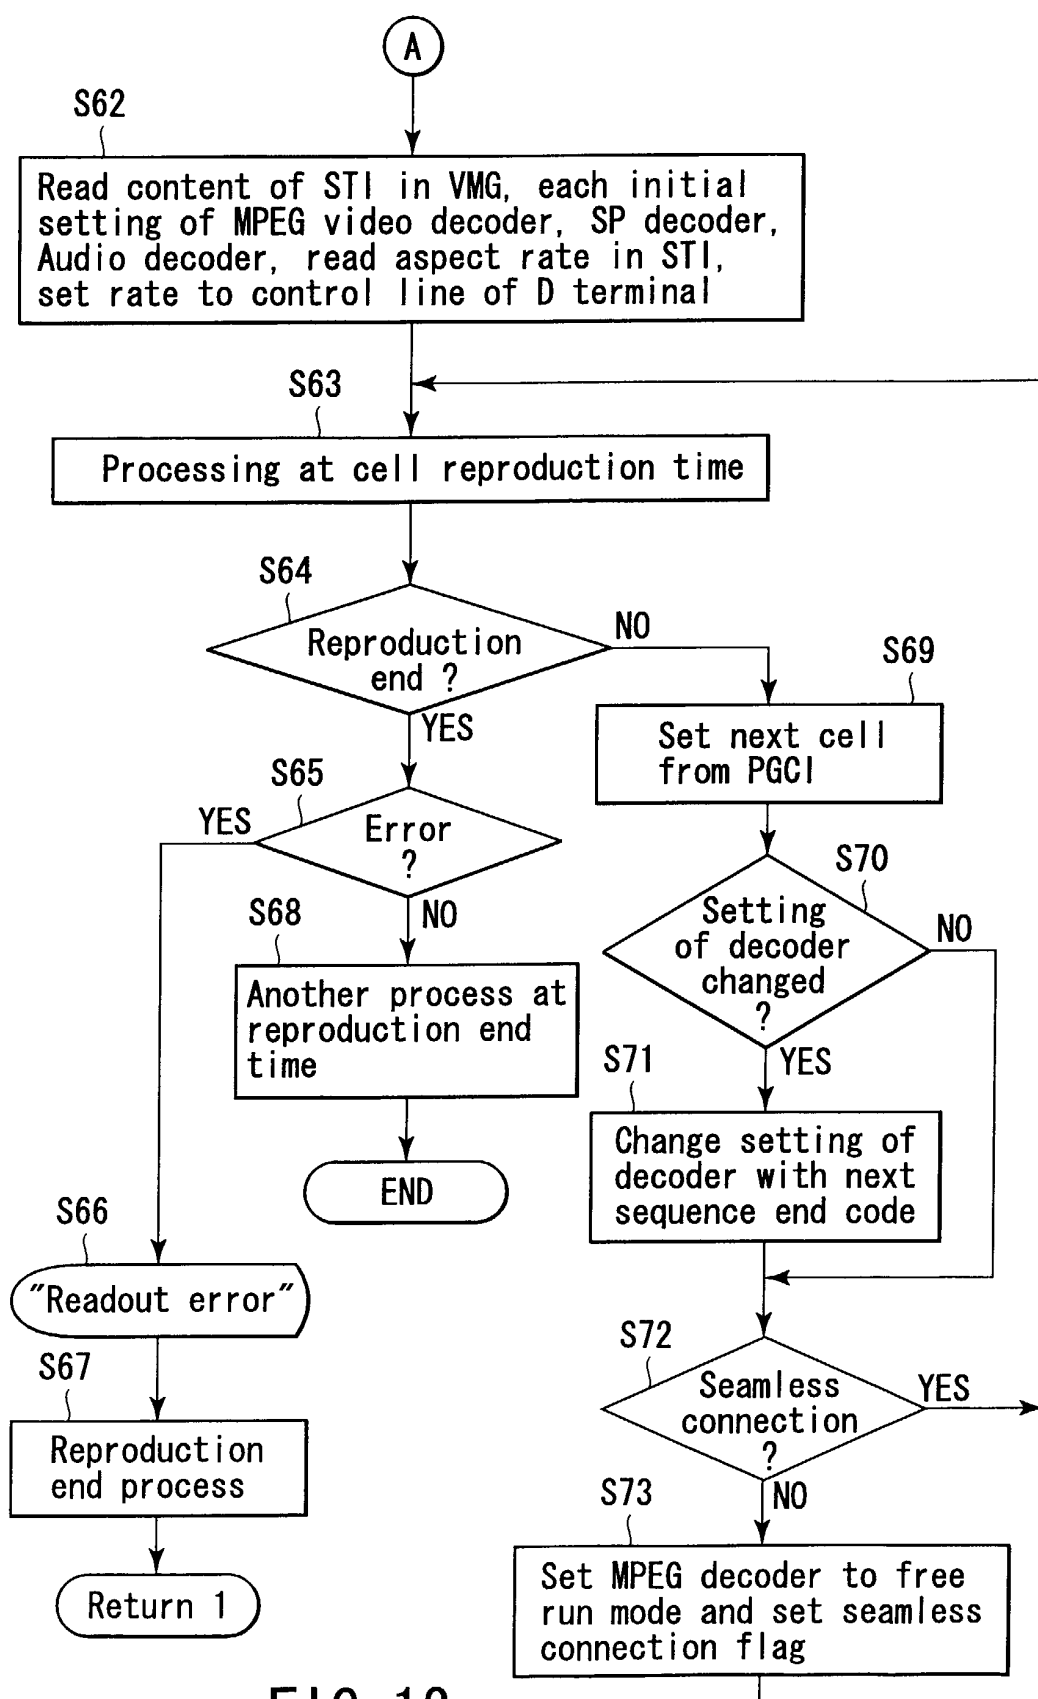 A
S62
Read content of STI in VMG, each initial
setting of MPEG video decoder, SP decoder,
Audio decoder, read aspect rate in STI,
set rate to control line of D terminal
S63
Processing at cell reproduction time
S64
Reproduction
end ?
NO
YES
S69
Set next cell
from PGCI
S65
YES
Error
?
NO
S70
Setting
of decoder
changed
?
NO
YES
S68
Another process at
reproduction end
time
END
S71
Change setting of
decoder with next
sequence end code
S66
"Readout error"
S67
Reproduction
end process
Return 1
S72
Seamless
connection
?
YES
NO
S73
Set MPEG decoder to free
run mode and set seamless
connection flag